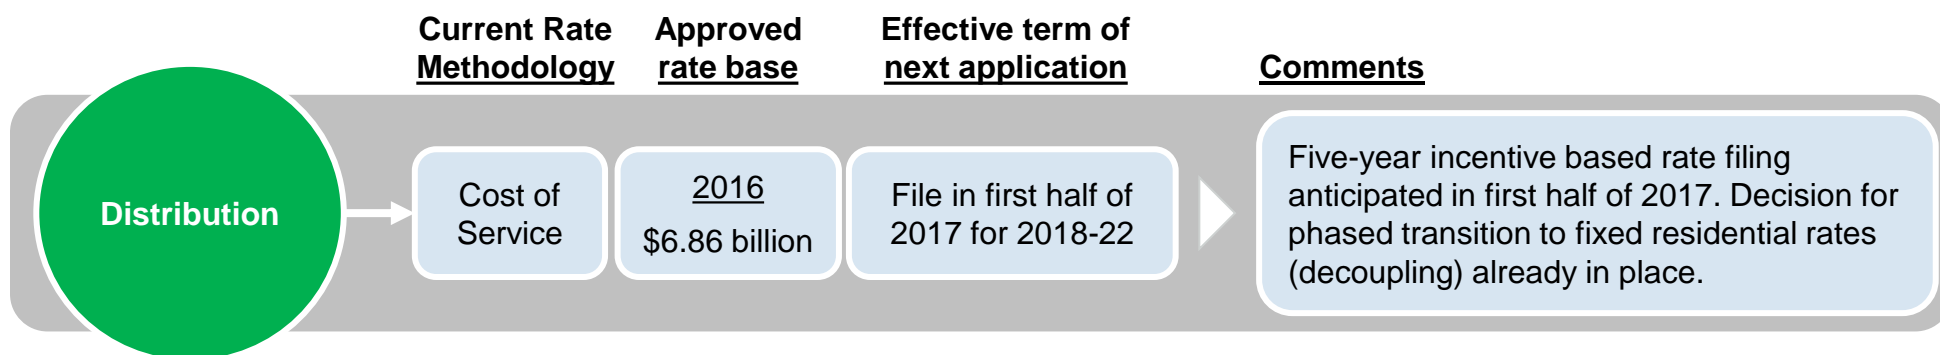 Current Rate
Methodology
Approved
rate base
Effective term of
next application
Comments
Distribution
Cost of
Service
2016
$6.86 billion
File in first half of
2017 for 2018-22
Five-year incentive based rate filing
anticipated in first half of 2017. Decision for
phased transition to fixed residential rates
(decoupling) already in place.